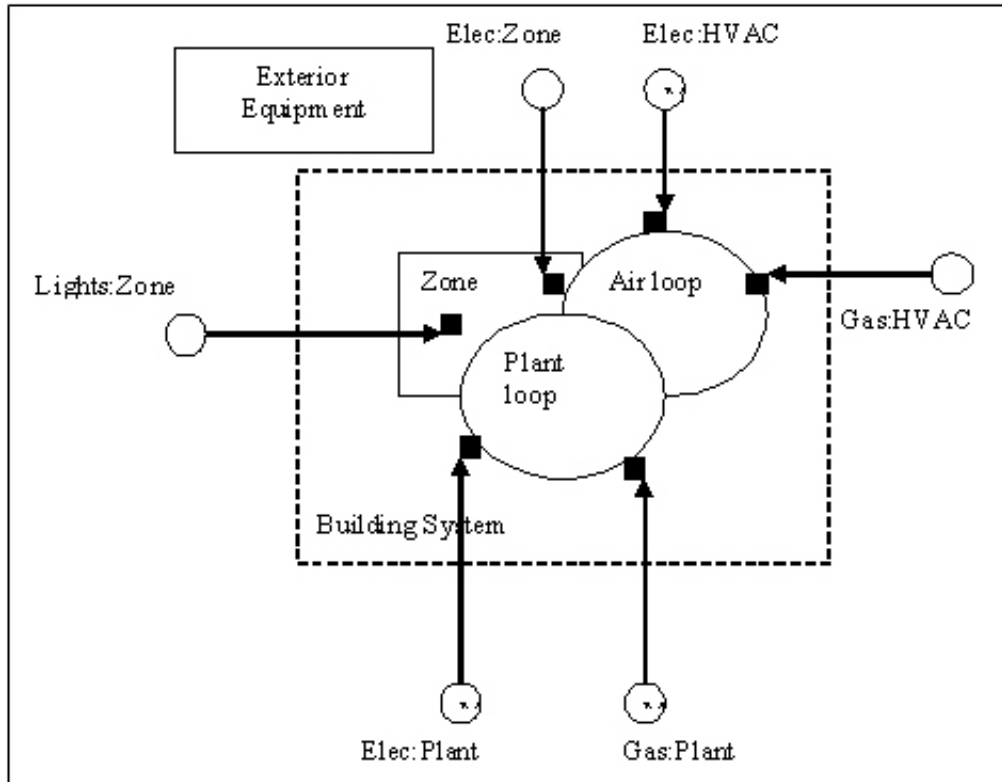 Elec:Zone
Elec:HVAC
Exterior
Equipment
Lights:Zone
Zone
Air loop
Gas:HVAC
Plant
loop
Building System
Elec:Plant
Gas:Plant